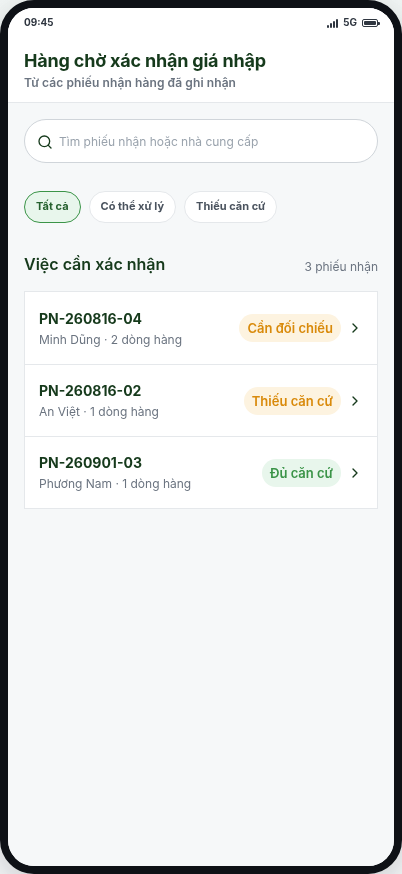 09:45
5G
Hàng chờ xác nhận giá nhập
Từ các phiếu nhận hàng đã ghi nhận
Tìm phiếu nhận hoặc nhà cung cấp
Tất cả
Có thể xử lý
Thiếu căn cứ
Việc cần xác nhận
3 phiếu nhận
PN-260816-04
Cần đối chiếu
Minh Dũng · 2 dòng hàng
PN-260816-02
Thiếu căn cứ
An Việt · 1 dòng hàng
PN-260901-03
Đủ căn cứ
Phương Nam · 1 dòng hàng